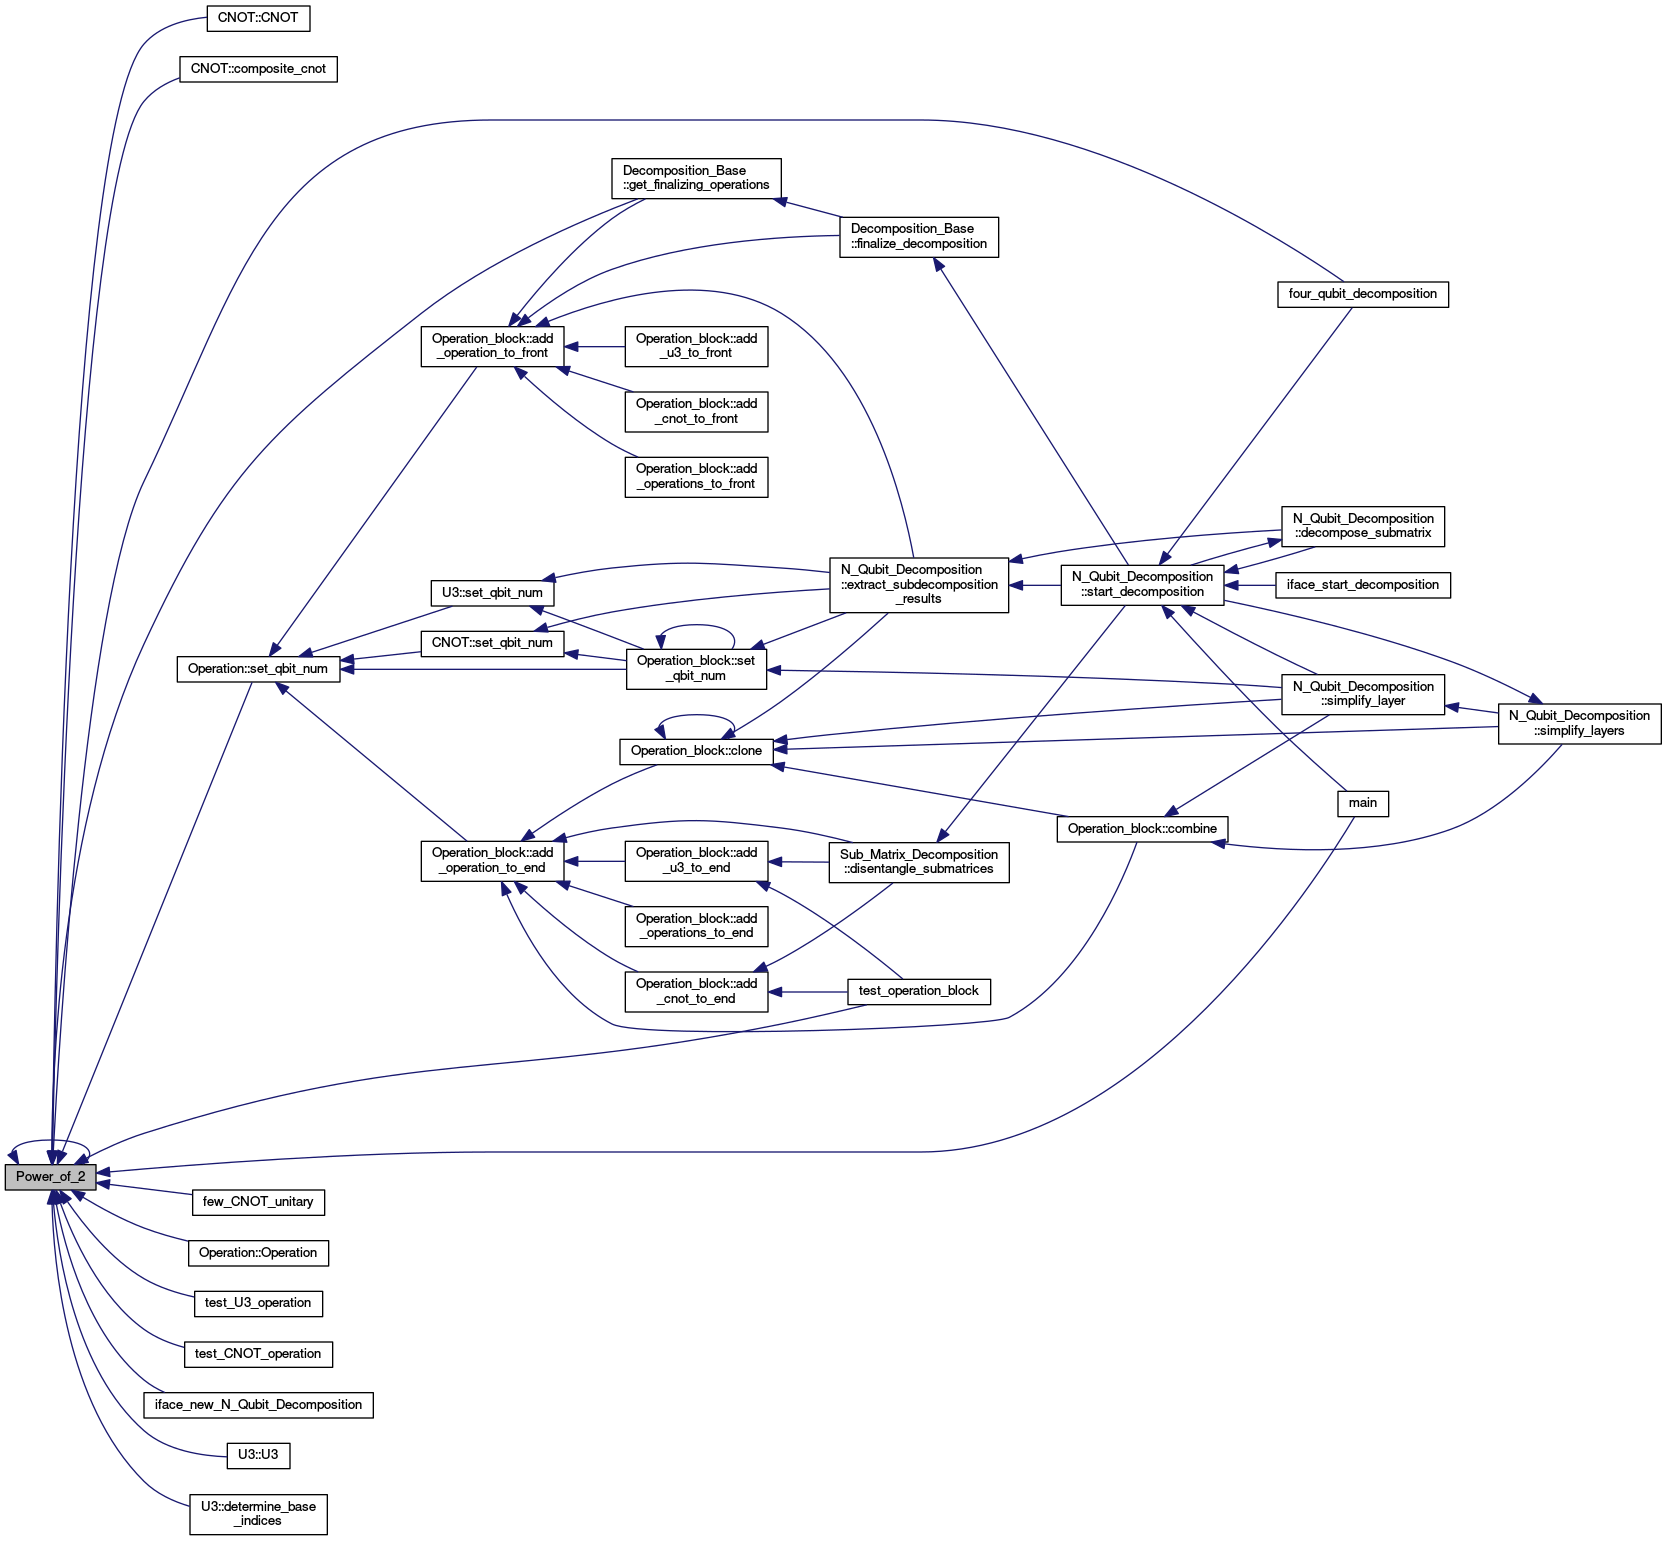 CNOT::CNOT
CNOT::composite_cnot
Decomposition_Base
::get_finalizing_operations
Decomposition_Base
::finalize_decomposition
four_qubit_decomposition
Operation_block::add
_operation_to_front
Operation_block::add
_u3_to_front
Operation_block::add
_cnot_to_front
Operation_block::add
_operations_to_front
N_Qubit_Decomposition
::decompose_submatrix
N_Qubit_Decomposition
::extract_subdecomposition
_results
N_Qubit_Decomposition
::start_decomposition
iface_start_decomposition
U3::set_qbit_num
CNOT::set_qbit_num
Operation::set_qbit_num
Operation_block::set
_qbit_num
N_Qubit_Decomposition
::simplify_layer
N_Qubit_Decomposition
::simplify_layers
Operation_block::clone
main
Operation_block::combine
Operation_block::add
_operation_to_end
Operation_block::add
_u3_to_end
Sub_Matrix_Decomposition
::disentangle_submatrices
Operation_block::add
_operations_to_end
Operation_block::add
_cnot_to_end
test_operation_block
Power_of_2
few_CNOT_unitary
Operation::Operation
test_U3_operation
test_CNOT_operation
iface_new_N_Qubit_Decomposition
U3::U3
U3::determine_base
_indices